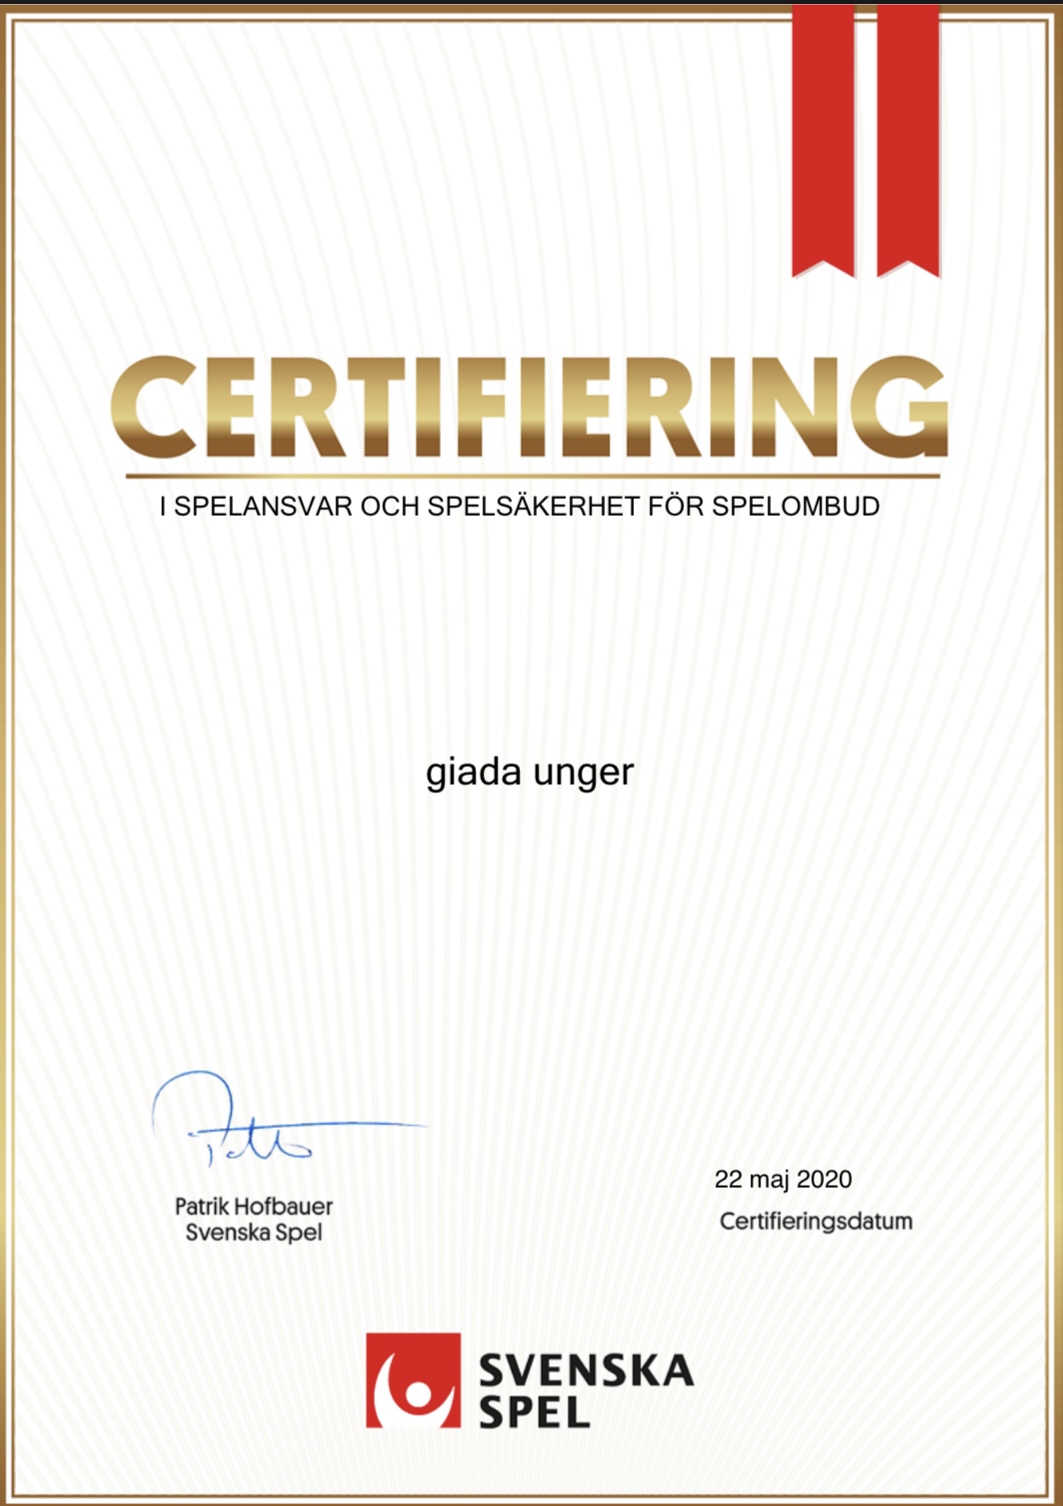 CERTIFIERING
I SPELANSVAR OCH SPELSÄKERHET FÖR SPELOMBUD
giada unger
Patrik Hofbauer
Svenska Spel
22 maj 2020
Certifieringsdatum
SVENSKA
SPEL